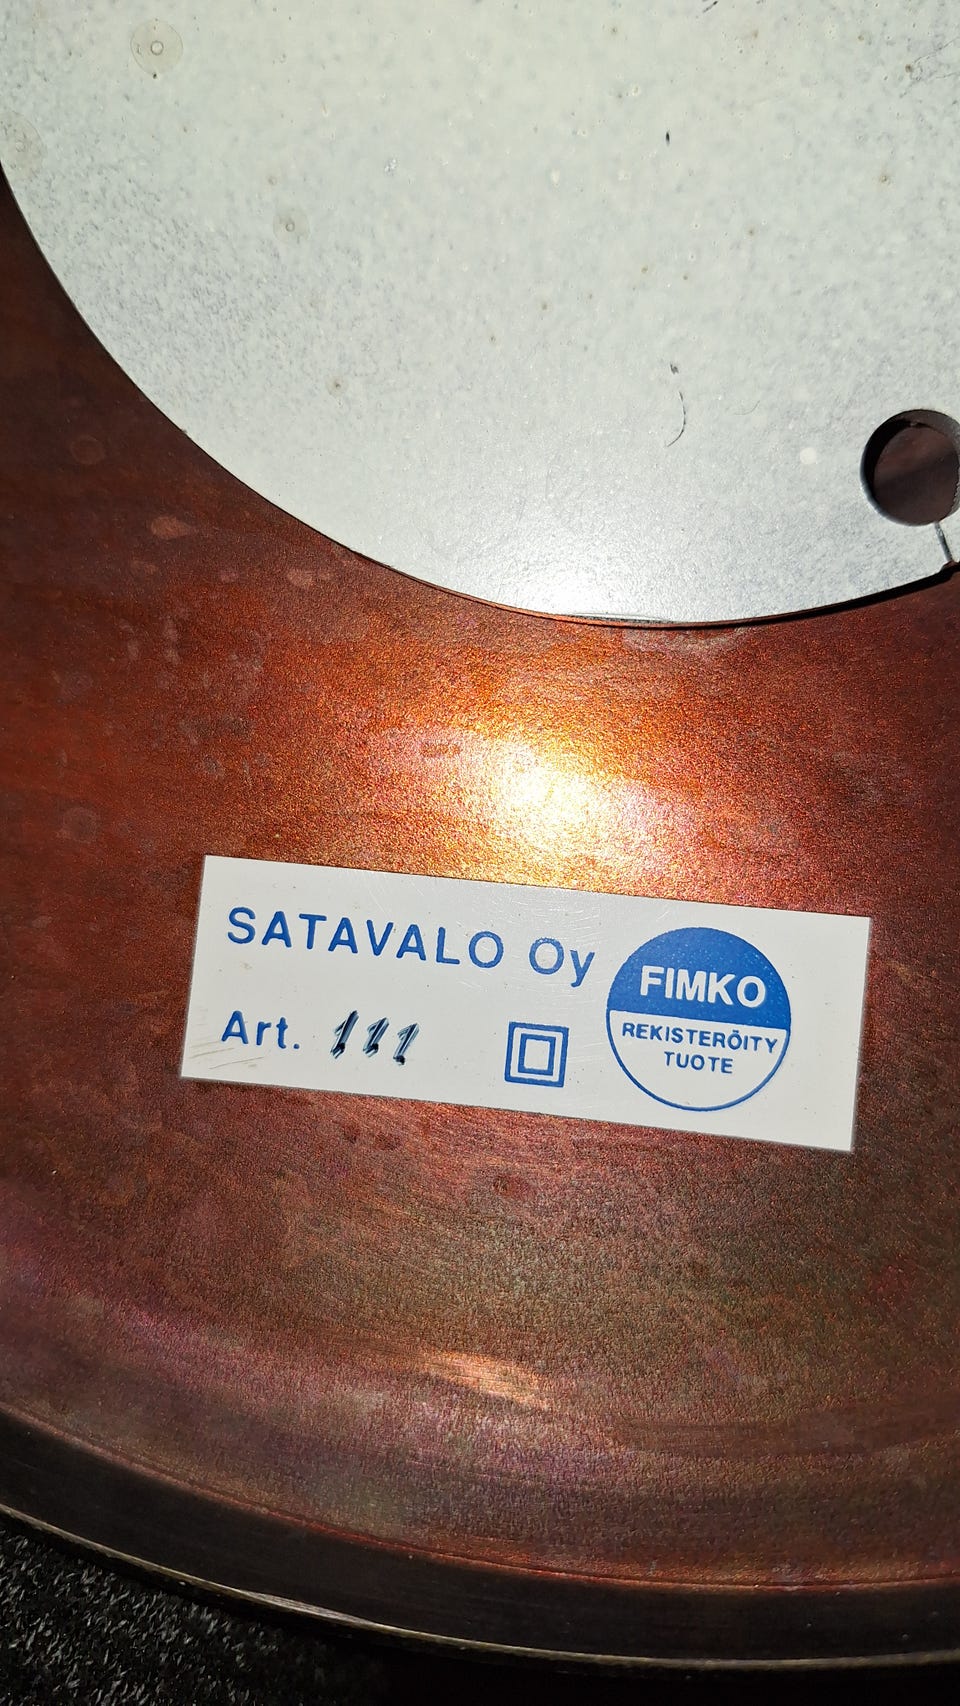 SATAVALO Oy
Art. 111
FIMKO
REKISTERÖITY
TUOTE